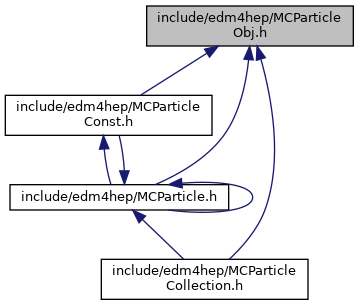 include/edm4hep/MCParticle
Obj.h
include/edm4hep/MCParticle
Const.h
include/edm4hep/MCParticle.h
include/edm4hep/MCParticle
Collection.h